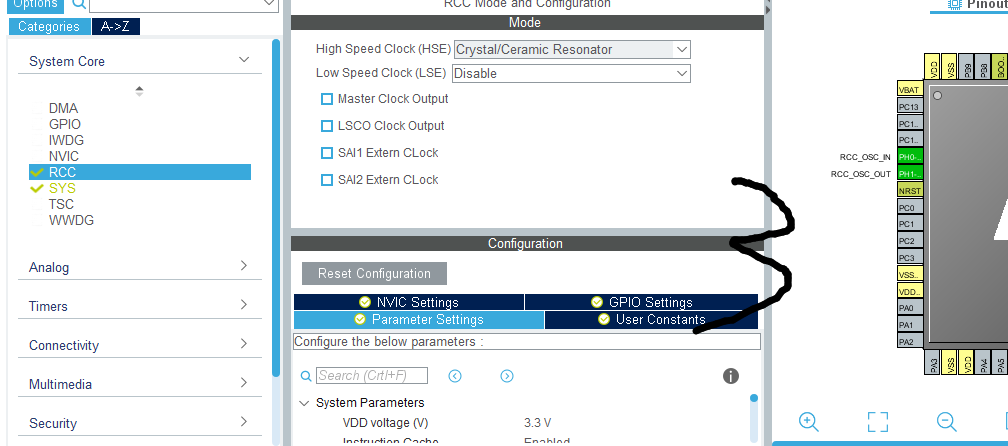 Options
RCC Mode and Configuration
Pinout
Categories
A->Z
Mode
System Core
High Speed Clock (HSE)
Crystal/Ceramic Resonator
Low Speed Clock (LSE)
Disable
Master Clock Output
LSCO Clock Output
SAI1 Extern CLock
SAI2 Extern CLock
DMA
GPIO
IWDG
NVIC
RCC
SYS
TSC
WWDG
Analog
Timers
Connectivity
Multimedia
Security
Configuration
Reset Configuration
NVIC Settings
GPIO Settings
Parameter Settings
User Constants
Configure the below parameters :
Search (Crtl+F)
System Parameters
VDD voltage (V)
3.3 V
Instruction Cache
Enabled
VDD
VSS
PB9
PB8
BOO..
VBAT
PC13
PC1..
PC1..
RCC_OSC_IN
PH0-..
RCC_OSC_OUT
PH1-..
NRST
PC0
PC1
PC2
PC3
VSS..
VDD..
PA0
PA1
PA2
PA3
VSS
VDD
PA4
PA5